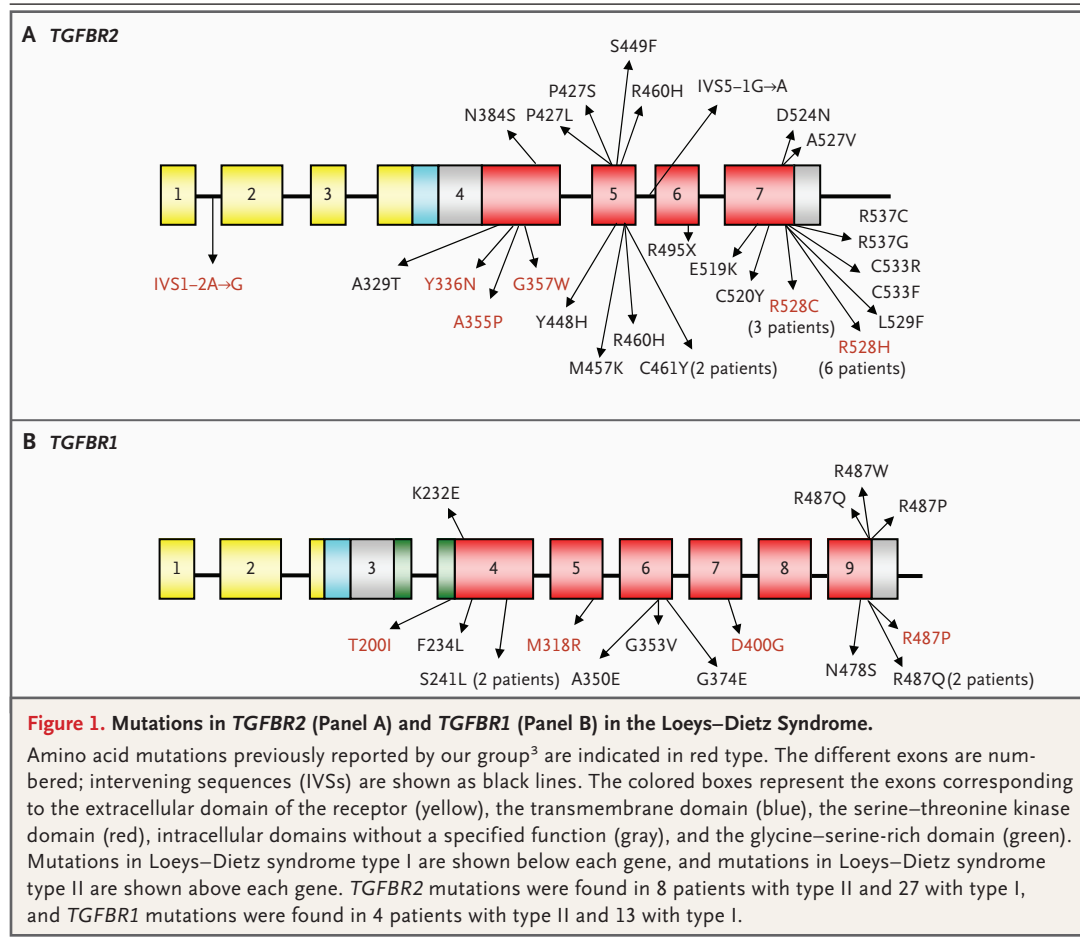 A TGFBR2
S449F
P427S
R460H
IVS5–1G→A
N384S
P427L
D524N
A527V
1
2
3
4
5
6
7
IVS1–2A→G
A329T
Y336N
G357W
A355P
Y448H
R460H
M457K
C461Y (2 patients)
R495X
E519K
C520Y
R528C
(3 patients)
R528H
(6 patients)
R537C
R537G
C533R
C533F
L529F
B TGFBR1
K232E
R487W
R487Q
R487P
1
2
3
4
5
6
7
8
9
T200I
F234L
S241L (2 patients)
M318R
A350E
G353V
G374E
D400G
N478S
R487P
R487Q (2 patients)
Figure 1. Mutations in TGFBR2 (Panel A) and TGFBR1 (Panel B) in the Loeys–Dietz Syndrome.
Amino acid mutations previously reported by our group³ are indicated in red type. The different exons are num-
bered; intervening sequences (IVSs) are shown as black lines. The colored boxes represent the exons corresponding
to the extracellular domain of the receptor (yellow), the transmembrane domain (blue), the serine–threonine kinase
domain (red), intracellular domains without a specified function (gray), and the glycine–serine-rich domain (green).
Mutations in Loeys–Dietz syndrome type I are shown below each gene, and mutations in Loeys–Dietz syndrome
type II are shown above each gene. TGFBR2 mutations were found in 8 patients with type II and 27 with type I,
and TGFBR1 mutations were found in 4 patients with type II and 13 with type I.